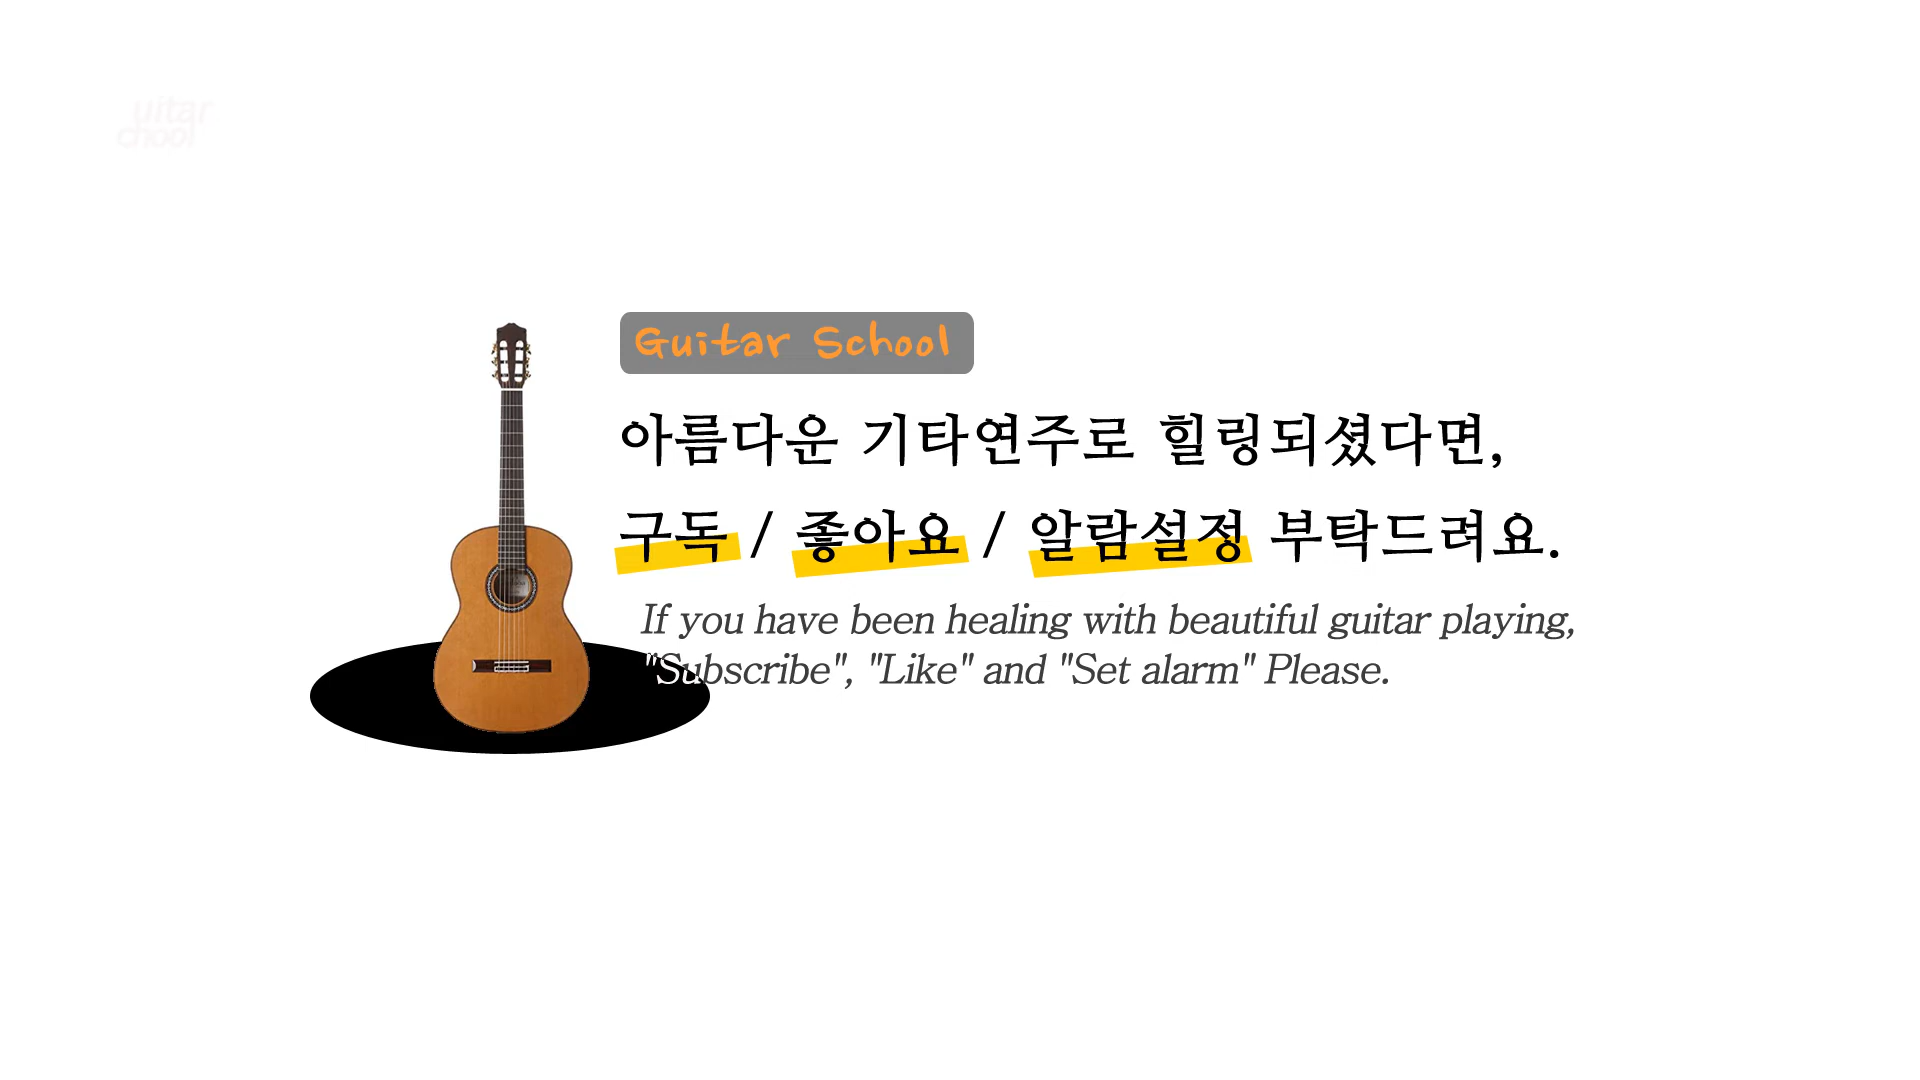 uitar
chool
Guitar School
아름다운 기타연주로 힐링되셨다면,
구독 / 좋아요 / 알람설정 부탁드려요.
If you have been healing with beautiful guitar playing,
"Subscribe", "Like" and "Set alarm" Please.